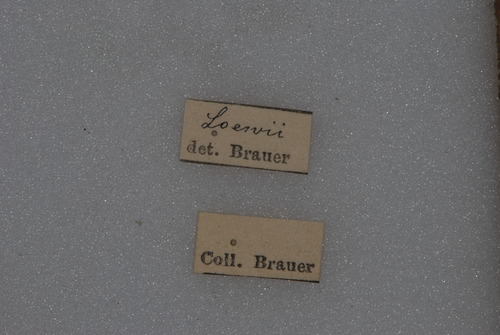 Loewii
det. Brauer
Coll. Brauer